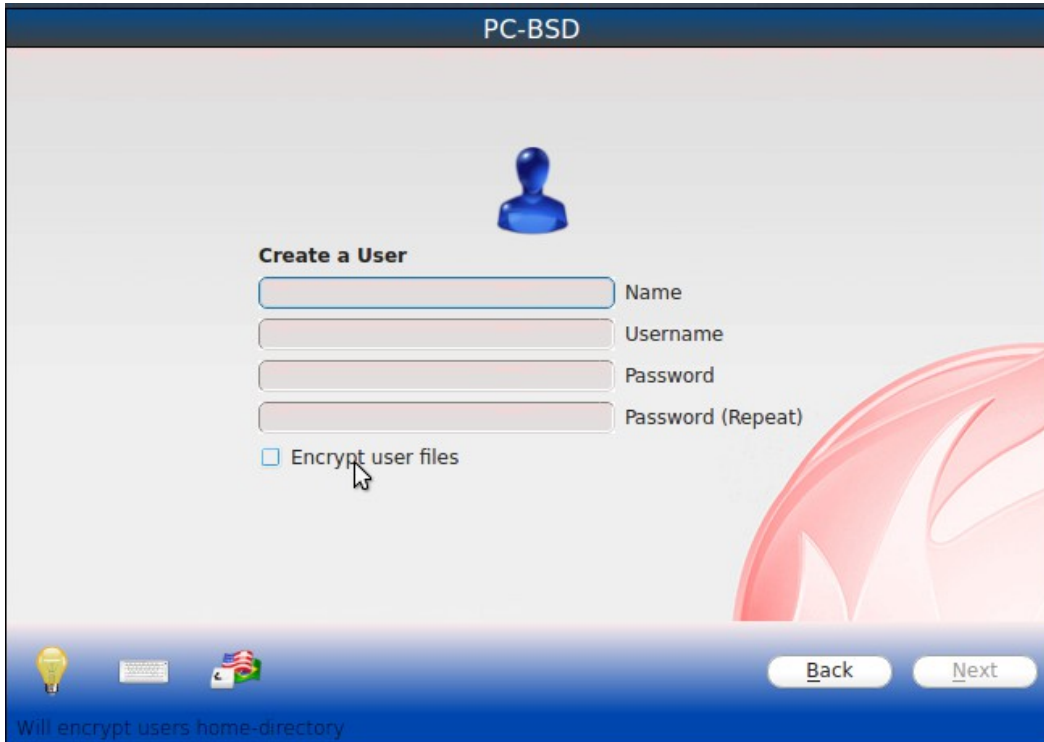 PC-BSD
Create a User
Name
Username
Password
Password (Repeat)
Encrypt user files
Back
Next
Will encrypt users home-directory